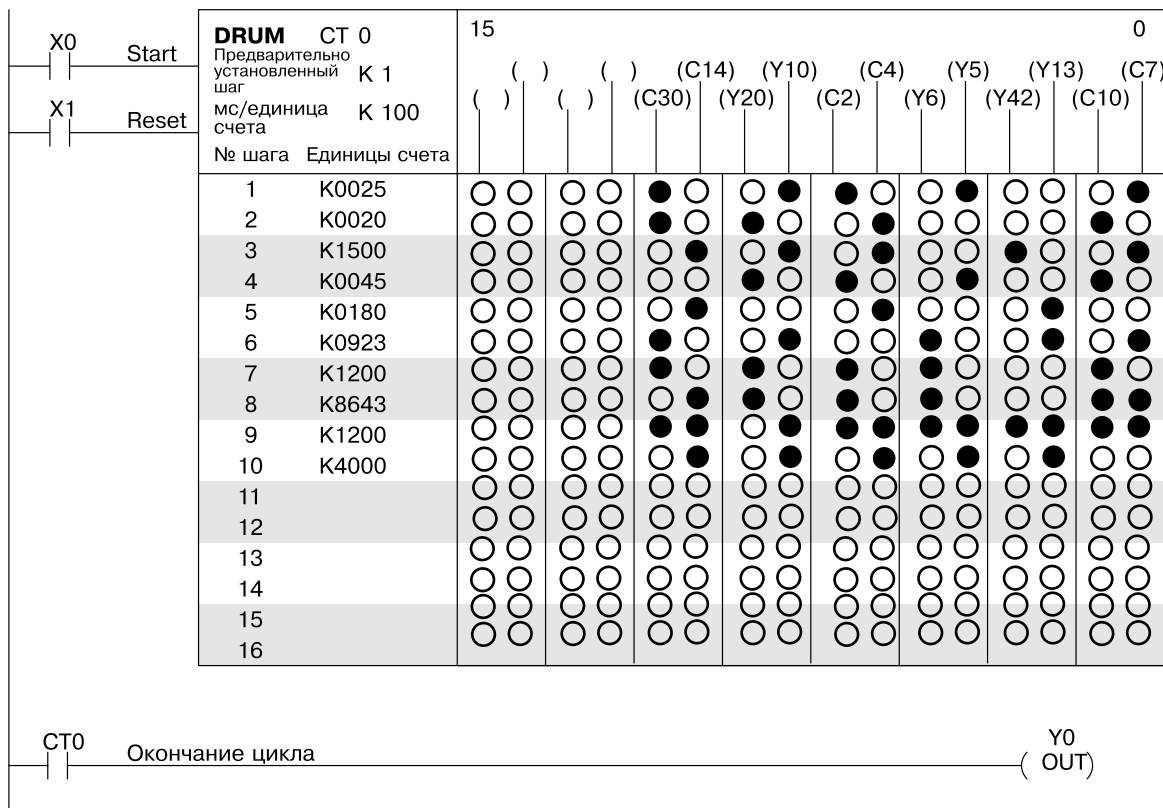 X0
Start
X1
Reset
DRUM CT 0
Предварительно
установленный
шаг
K 1
мс/единица
счета
K 100
№ шага Единицы счета
15 0
( ) ( ) (C14) (Y10) (C4) (Y5) (Y13) (C7)
( ) ( ) (C30) (Y20) (C2) (Y6) (Y42) (C10)
1 K0025
2 K0020
3 K1500
4 K0045
5 K0180
6 K0923
7 K1200
8 K8643
9 K1200
10 K4000
11
12
13
14
15
16
CT0
Окончание цикла
Y0
( OUT)